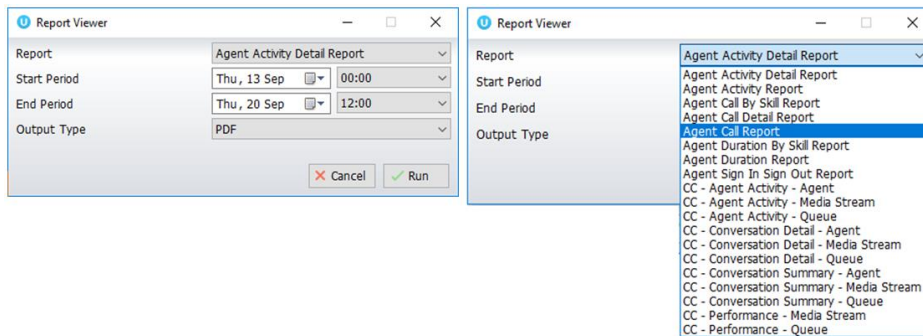 Report Viewer
Report Agent Activity Detail Report
Start Period Thu, 13 Sep 00:00
End Period Thu, 20 Sep 12:00
Output Type PDF
Cancel Run
Report Viewer
Report Agent Activity Detail Report
Start Period
End Period
Output Type
Agent Activity Detail Report
Agent Activity Report
Agent Call By Skill Report
Agent Call Detail Report
Agent Call Report
Agent Duration By Skill Report
Agent Duration Report
Agent Sign In Sign Out Report
CC - Agent Activity - Agent
CC - Agent Activity - Media Stream
CC - Agent Activity - Queue
CC - Conversation Detail - Agent
CC - Conversation Detail - Media Stream
CC - Conversation Detail - Queue
CC - Conversation Summary - Agent
CC - Conversation Summary - Media Stream
CC - Conversation Summary - Queue
CC - Performance - Media Stream
CC - Performance - Queue